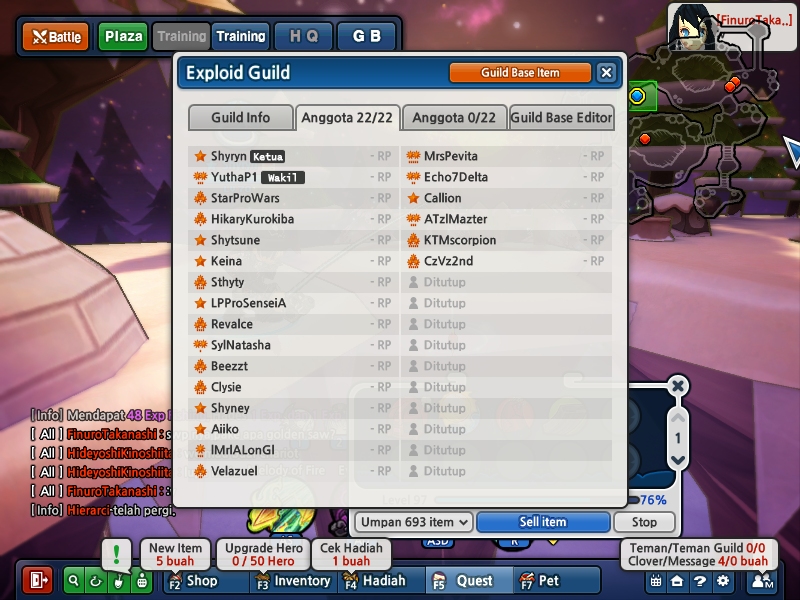 Battle Plaza Training Training H Q G B
[FinuroTaka..]
Exploid Guild Guild Base Item
Guild Info Anggota 22/22 Anggota 0/22 Guild Base Editor
Shyryn Ketua - RP MrsPevita - RP
YuthaP1 Wakil - RP Echo7Delta - RP
StarProWars - RP Callion - RP
HikaryKurokiba - RP ATzlMazter - RP
Shytsune - RP KTMscorpion - RP
Keina - RP CzVz2nd - RP
Sthyty - RP Ditutup
LPProSenseiA - RP Ditutup
Revalce - RP Ditutup
SylNatasha - RP Ditutup
Beezzt - RP Ditutup
Clysie - RP Ditutup
Shyney - RP Ditutup
Aiiko - RP Ditutup
lMrlALonGl - RP Ditutup
Velazuel - RP Ditutup
[Info] Mendapat 48 Exp
[ All ] FinuroTakanashi :
[ All ] HideyoshiKinoshiita
[ All ] HideyoshiKinoshiita
[ All ] FinuroTakanashi :
[Info] Hierarci telah pergi.
1
76%
Umpan 693 item Sell item Stop
New Item
5 buah
Upgrade Hero
0 / 50 Hero
Cek Hadiah
1 buah
Teman/Teman Guild 0/0
Clover/Message 4/0 buah
F2 Shop F3 Inventory F4 Hadiah F5 Quest F7 Pet M